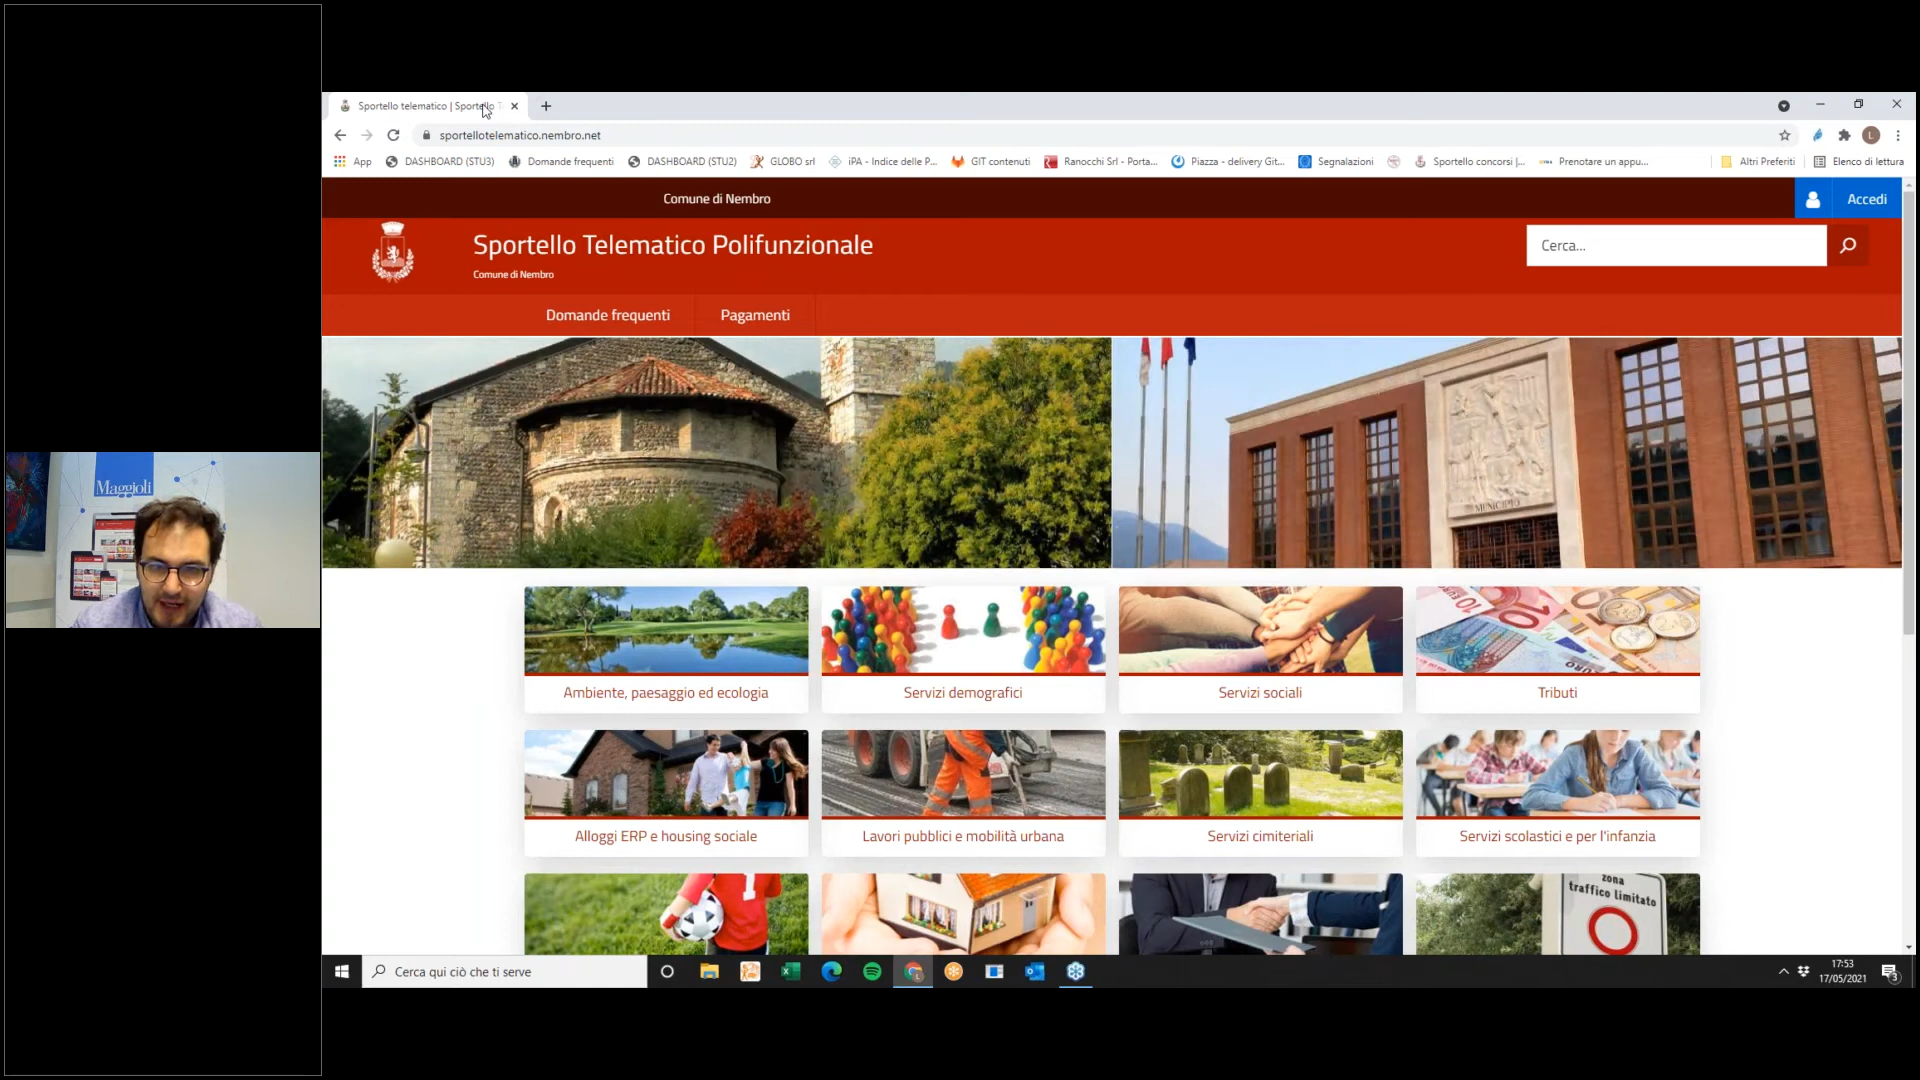 Maggioli
Sportello telematico | Sportello T
sportellotelematico.nembro.net
App
DASHBOARD (STU3)
Domande frequenti
DASHBOARD (STU2)
GLOBO srl
iPA - Indice delle P...
GIT contenuti
Ranocchi Srl - Porta...
Piazza - delivery Git...
Segnalazioni
Sportello concorsi |...
Prenotare un appu...
Altri Preferiti
Elenco di lettura
Comune di Nembro
Accedi
Sportello Telematico Polifunzionale
Comune di Nembro
Cerca...
Domande frequenti
Pagamenti
MUNICIPIO
Ambiente, paesaggio ed ecologia
Servizi demografici
Servizi sociali
Tributi
Alloggi ERP e housing sociale
Lavori pubblici e mobilità urbana
Servizi cimiteriali
Servizi scolastici e per l'infanzia
zona
traffico limitato
Cerca qui ciò che ti serve
17:53
17/05/2021
3